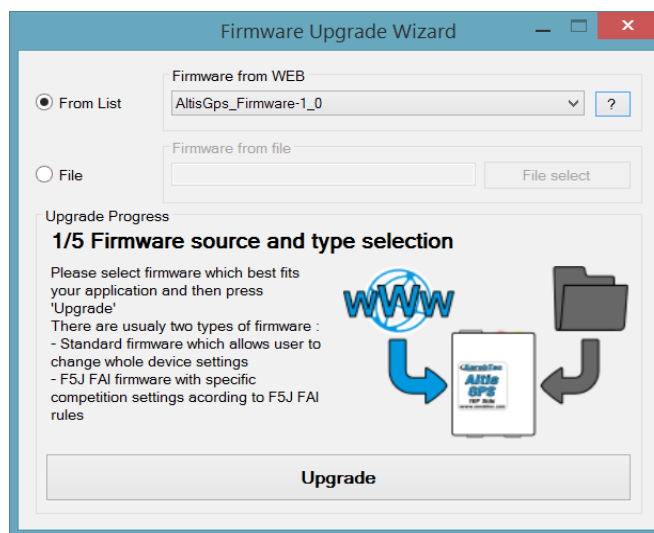 Firmware Upgrade Wizard
Firmware from WEB
From List
AltisGps_Firmware-1_0
?
Firmware from file
File
File select
Upgrade Progress
1/5 Firmware source and type selection
Please select firmware which best fits
your application and then press
'Upgrade'
There are usualy two types of firmware :
- Standard firmware which allows user to
change whole device settings
- F5J FAI firmware with specific
competition settings acording to F5J FAI
rules
WWW
Altis
GPS
Upgrade